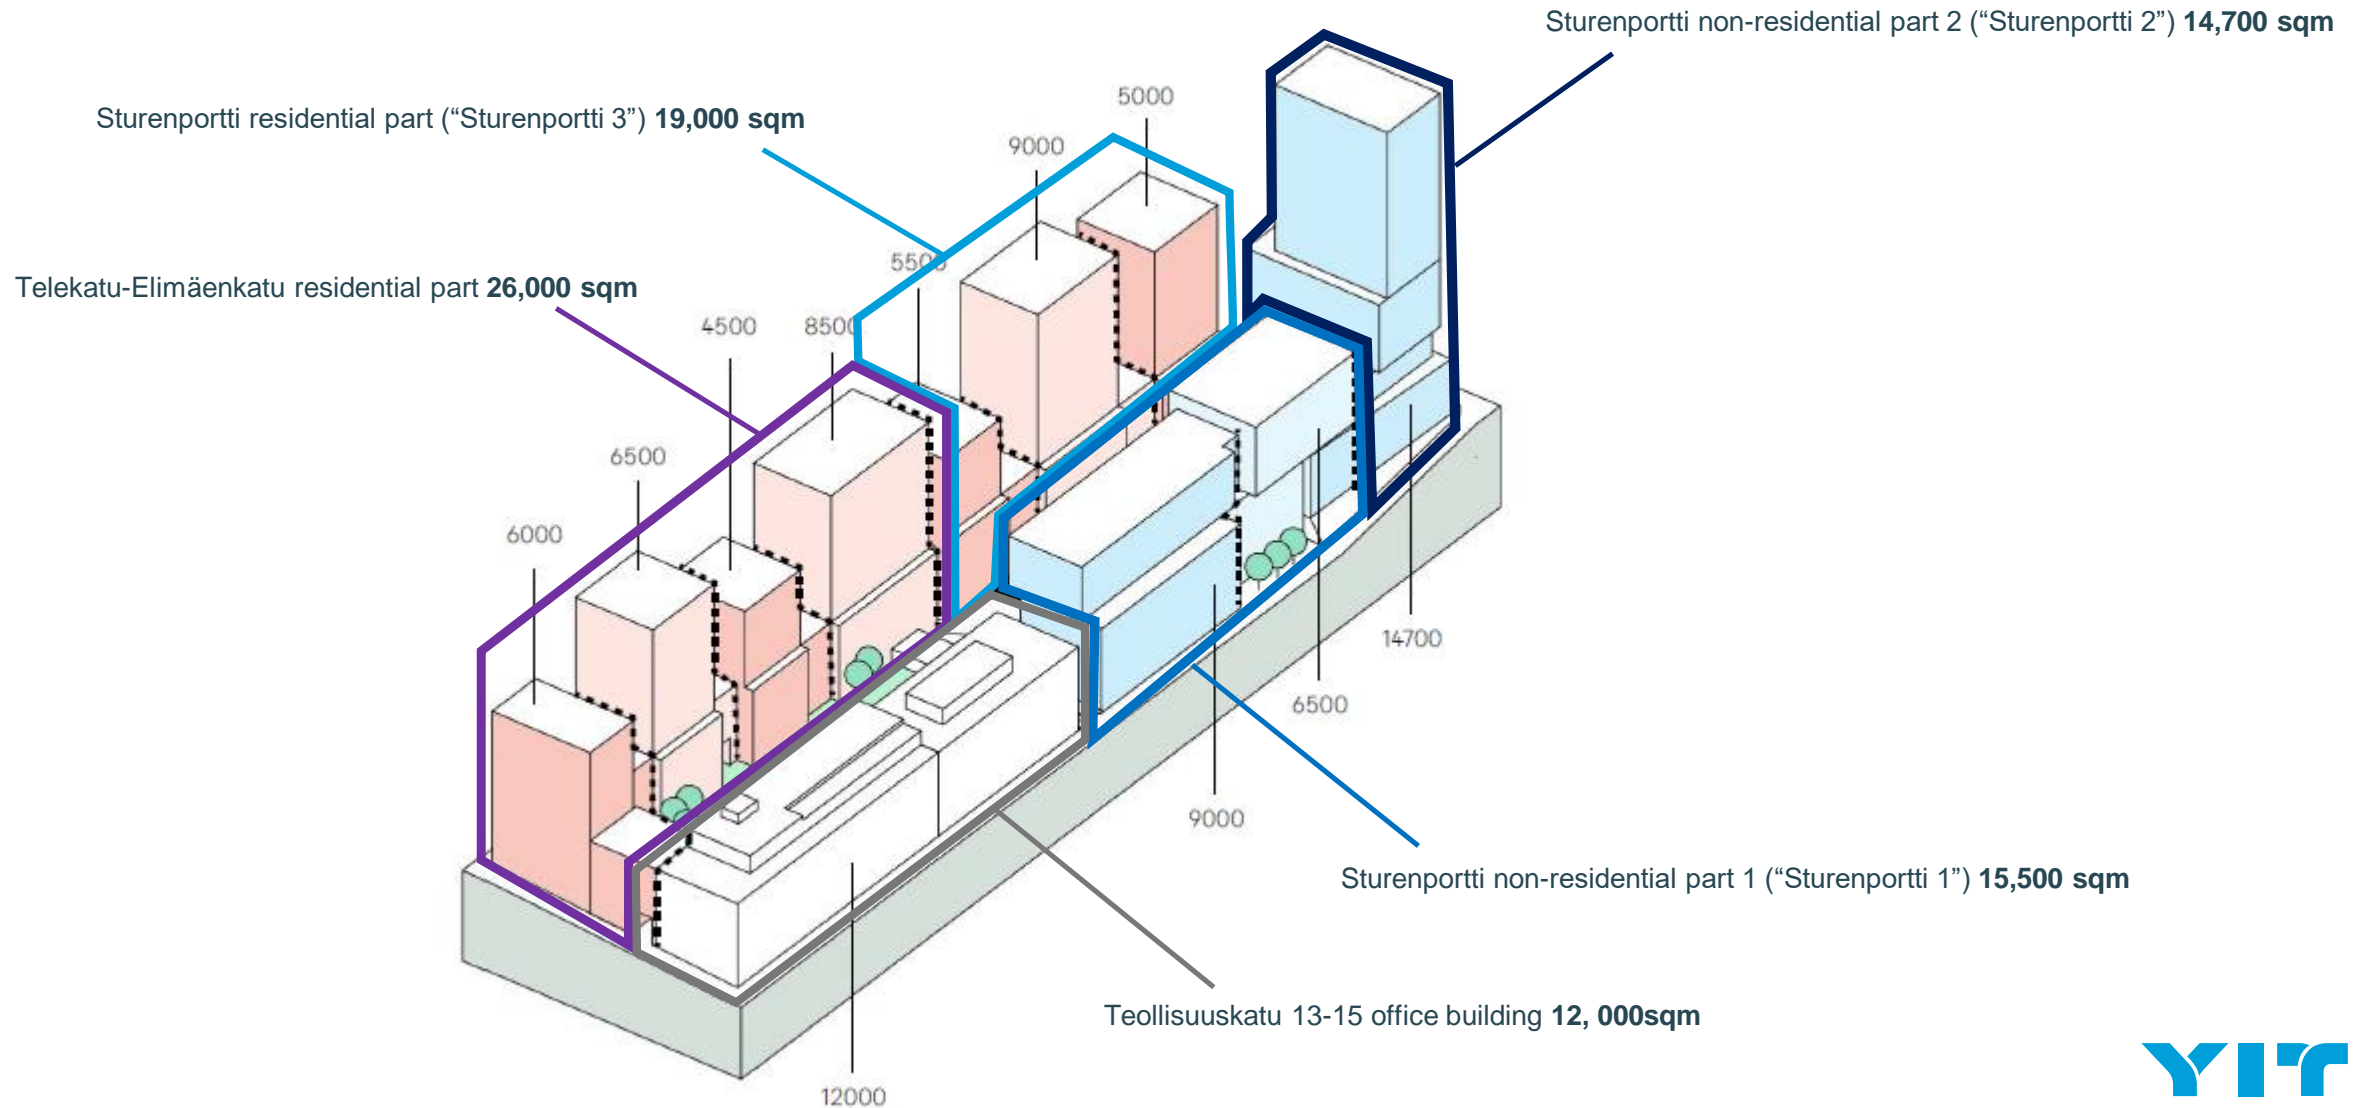 Sturenportti non-residential part 2 (“Sturenportti 2”) 14,700 sqm
5000
Sturenportti residential part (“Sturenportti 3”) 19,000 sqm
9000
5500
Telekatu-Elimäenkatu residential part 26,000 sqm
4500
8500
6500
6000
14700
6500
9000
Sturenportti non-residential part 1 (“Sturenportti 1”) 15,500 sqm
Teollisuuskatu 13-15 office building 12, 000sqm
12000
YIT